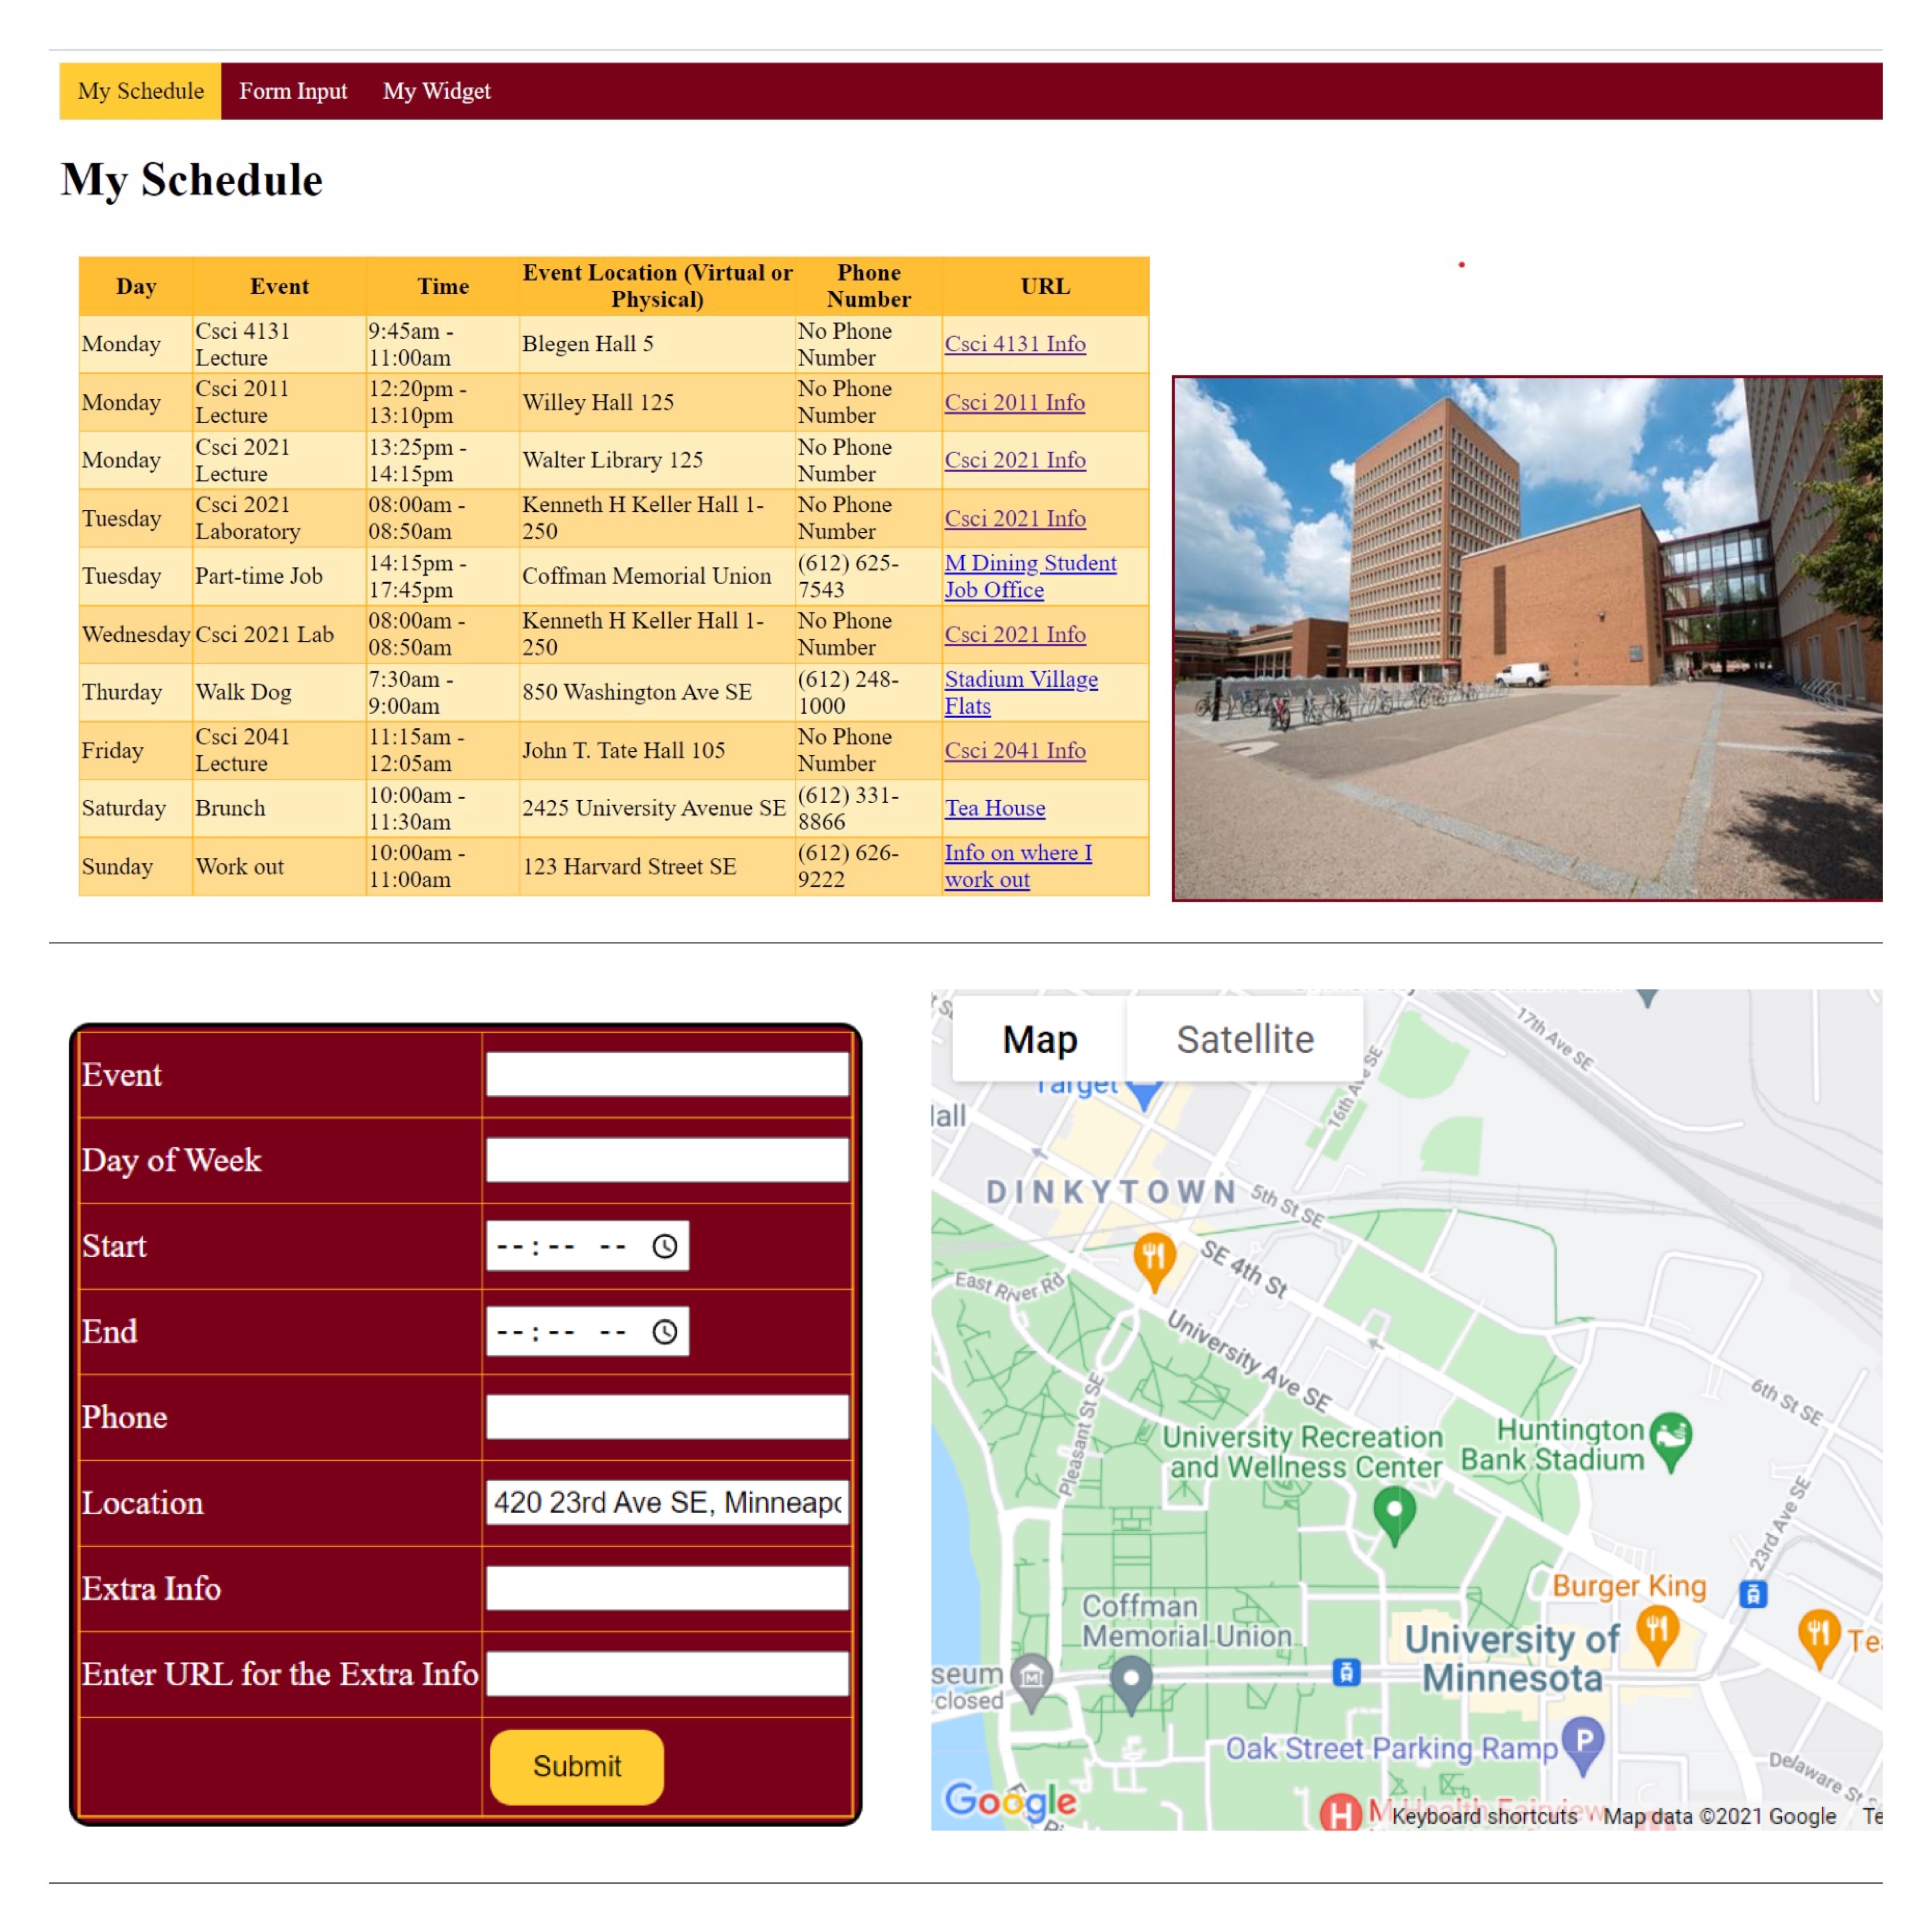 My Schedule Form Input My Widget
My Schedule
Day Event Time Event Location (Virtual or Physical) Phone Number URL
Monday Csci 4131 Lecture 9:45am - 11:00am Blegen Hall 5 No Phone Number Csci 4131 Info
Monday Csci 2011 Lecture 12:20pm - 13:10pm Willey Hall 125 No Phone Number Csci 2011 Info
Monday Csci 2021 Lecture 13:25pm - 14:15pm Walter Library 125 No Phone Number Csci 2021 Info
Tuesday Csci 2021 Laboratory 08:00am - 08:50am Kenneth H Keller Hall 1-250 No Phone Number Csci 2021 Info
Tuesday Part-time Job 14:15pm - 17:45pm Coffman Memorial Union (612) 625-7543 M Dining Student Job Office
Wednesday Csci 2021 Lab 08:00am - 08:50am Kenneth H Keller Hall 1-250 No Phone Number Csci 2021 Info
Thurday Walk Dog 7:30am - 9:00am 850 Washington Ave SE (612) 248-1000 Stadium Village Flats
Friday Csci 2041 Lecture 11:15am - 12:05am John T. Tate Hall 105 No Phone Number Csci 2041 Info
Saturday Brunch 10:00am - 11:30am 2425 University Avenue SE (612) 331-8866 Tea House
Sunday Work out 10:00am - 11:00am 123 Harvard Street SE (612) 626-9222 Info on where I work out
Event
Day of Week
Start --:-- --
End --:-- --
Phone
Location 420 23rd Ave SE, Minneapo
Extra Info
Enter URL for the Extra Info
Submit
Map Satellite
17th Ave SE
16th Ave SE
Target
DINKYTOWN
5th St SE
SE 4th St
East River Rd
University Ave SE
Pleasant St SE
6th St SE
University Recreation
and Wellness Center
Huntington
Bank Stadium
23rd Ave SE
Burger King
Coffman
Memorial Union
University of
Minnesota
seum
closed
Te
Oak Street Parking Ramp
P
Delaware St S
Google
H M Health Fairview
Keyboard shortcuts Map data ©2021 Google Te